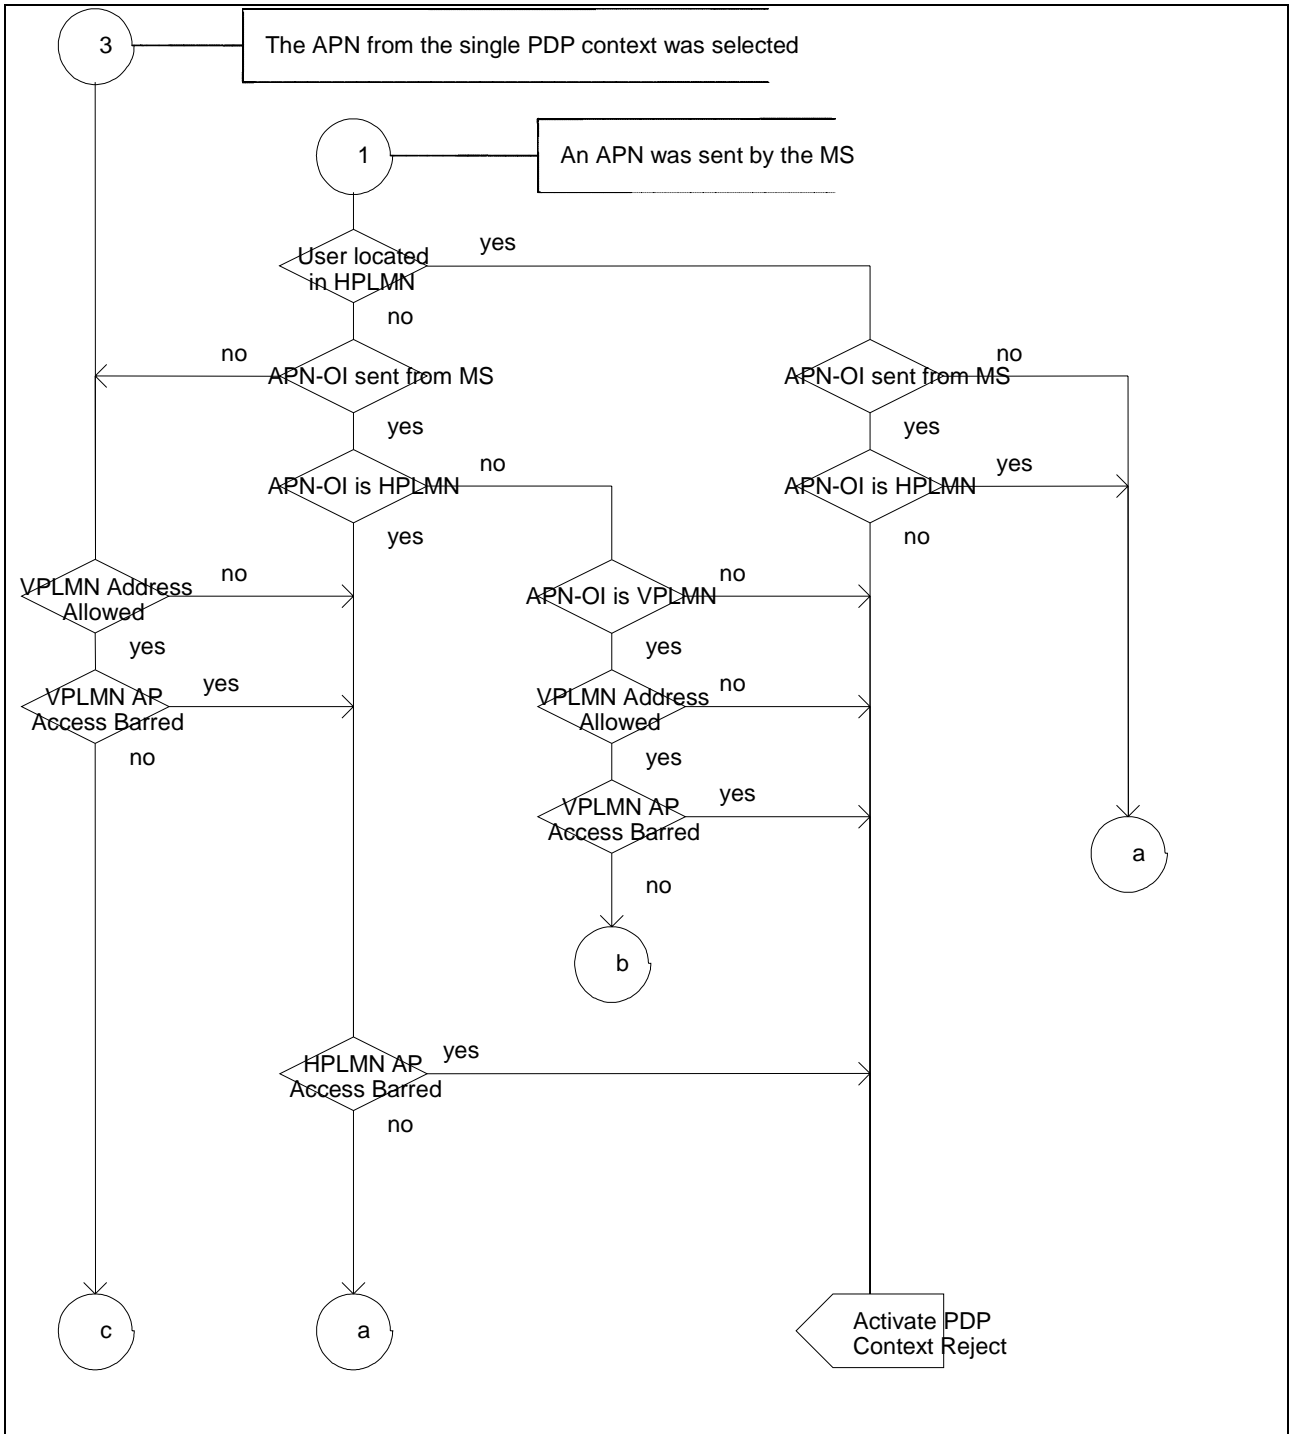 3
The APN from the single PDP context was selected
1
An APN was sent by the MS
User located
in HPLMN
yes
no
no
APN-OI sent from MS
APN-OI sent from MS
no
yes
yes
APN-OI is HPLMN
no
APN-OI is HPLMN
yes
yes
no
VPLMN Address
Allowed
no
APN-OI is VPLMN
no
yes
yes
VPLMN AP
Access Barred
yes
VPLMN Address
Allowed
no
no
yes
VPLMN AP
Access Barred
yes
a
no
b
HPLMN AP
Access Barred
yes
no
c
a
Activate PDP
Context Reject